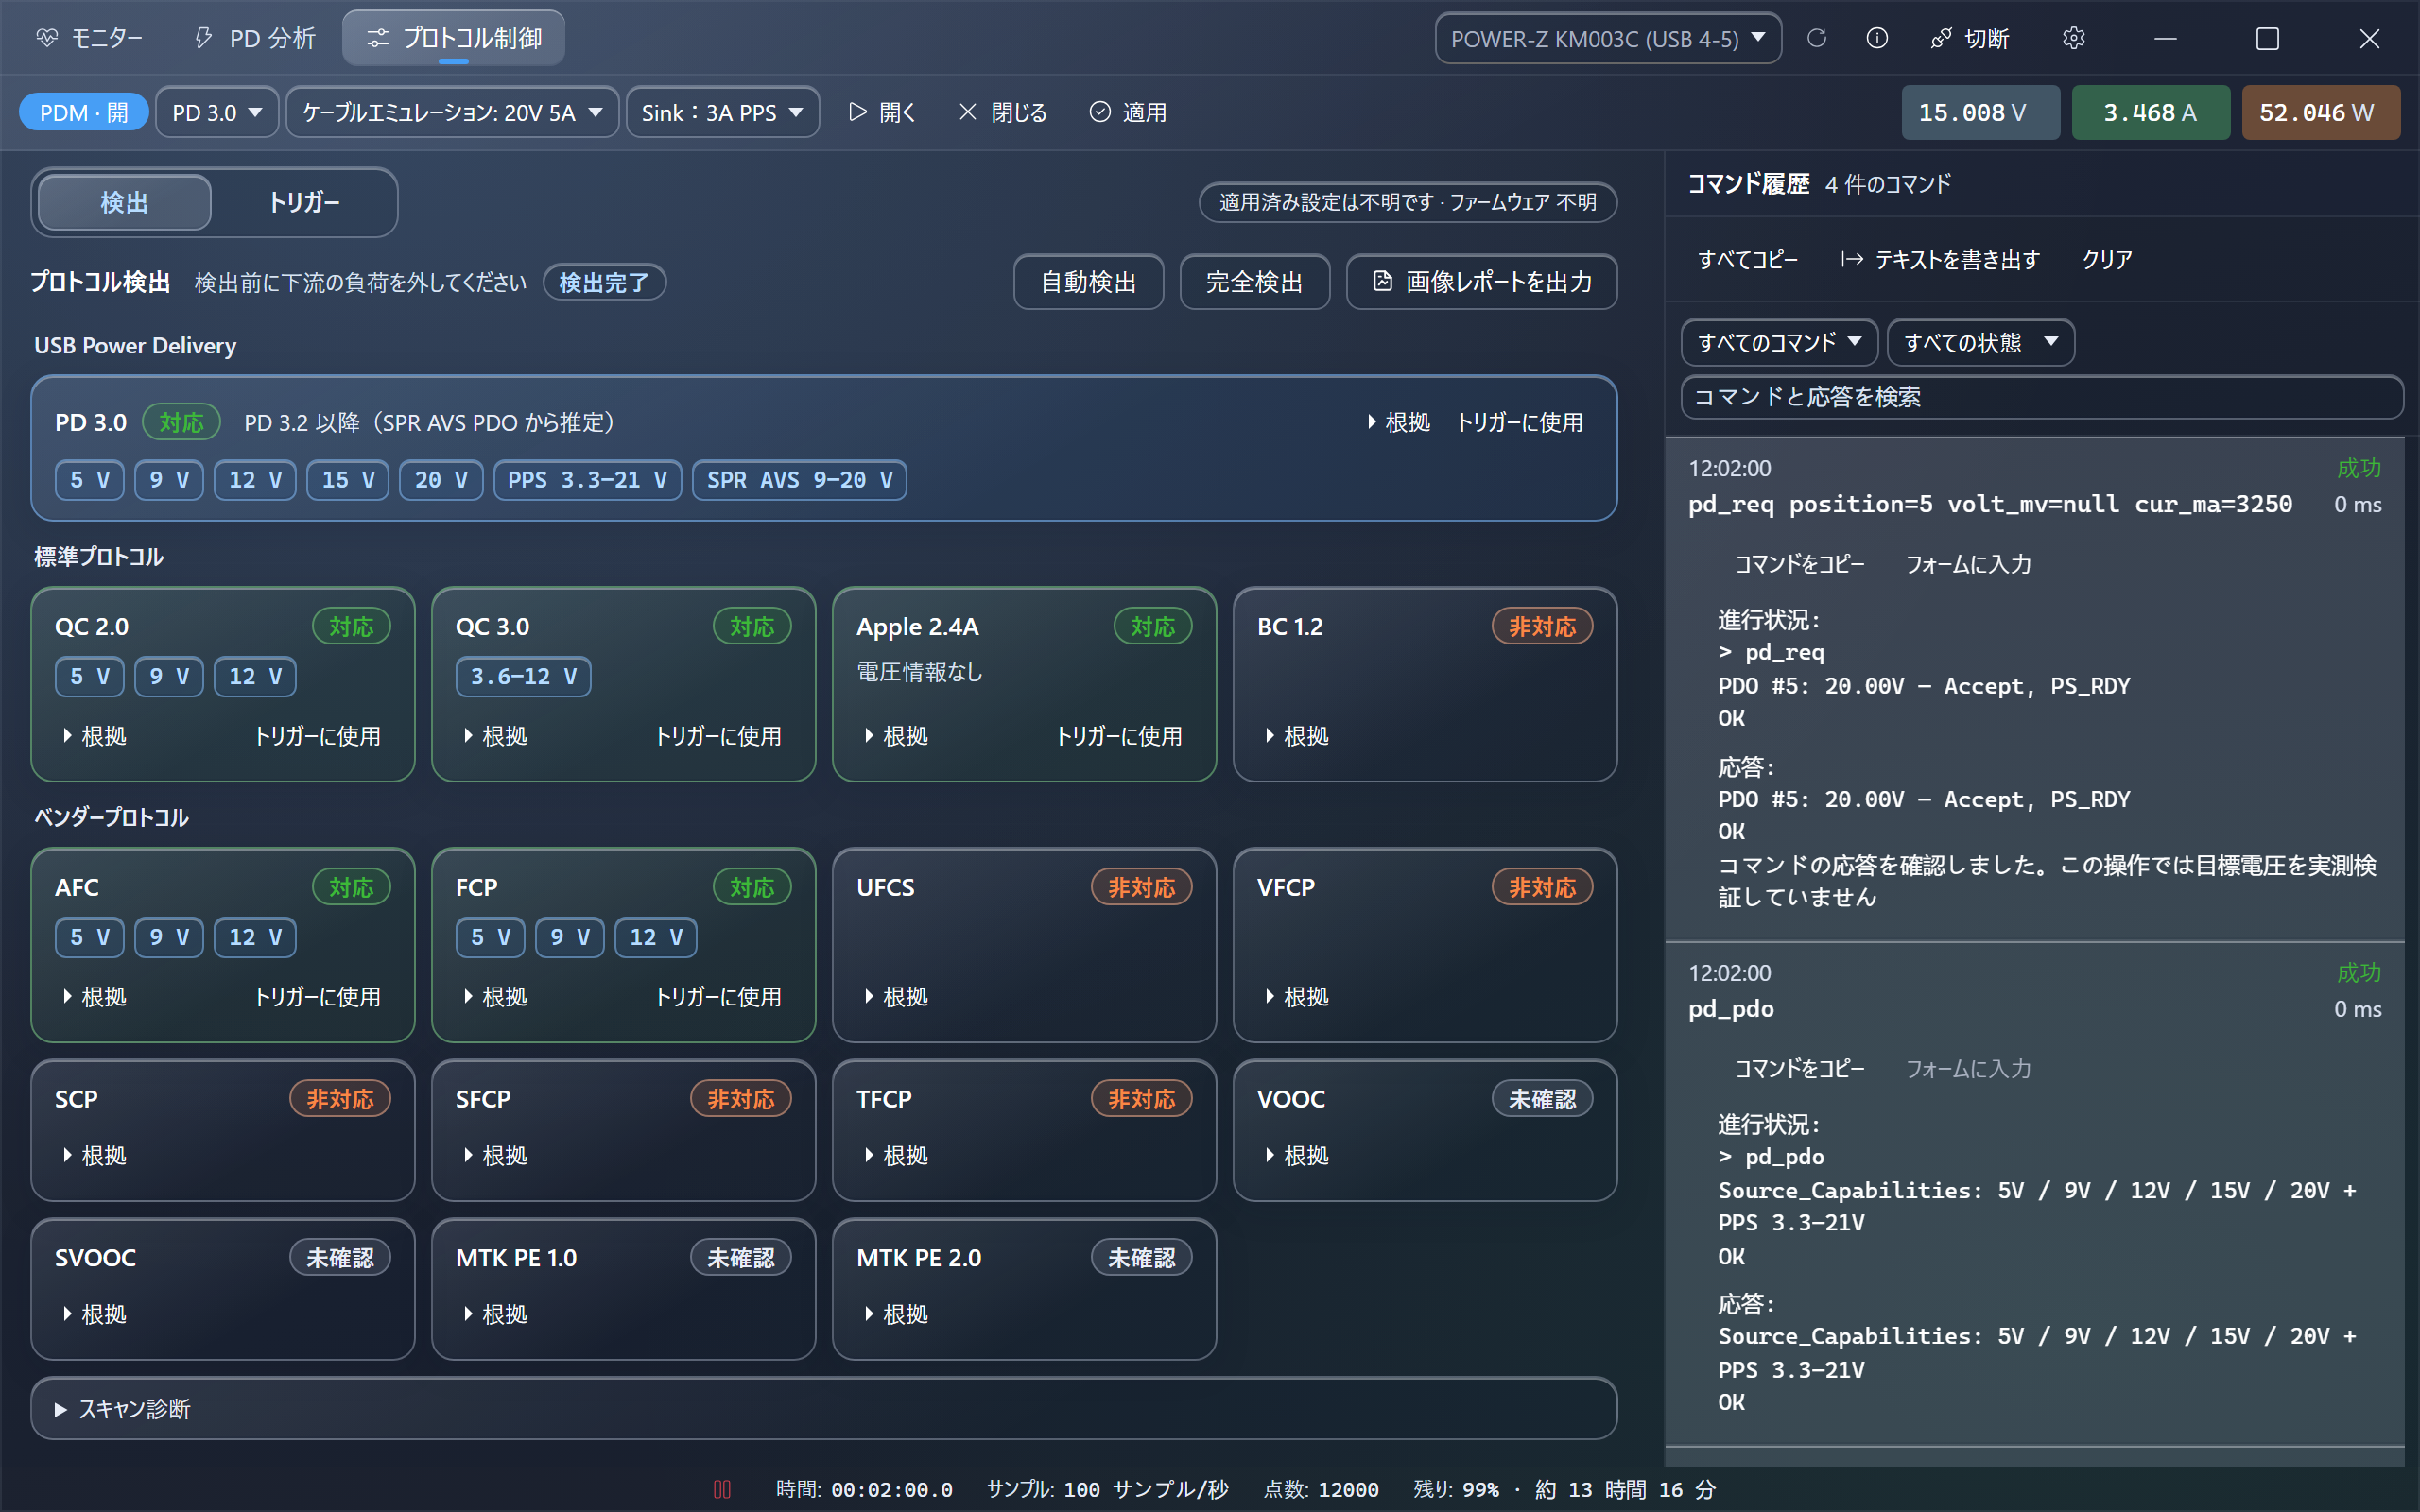 モニター
PD 分析
プロトコル制御
POWER-Z KM003C (USB 4-5)
切断
PDM · 開
PD 3.0
ケーブルエミュレーション: 20V 5A
Sink：3A PPS
開く
閉じる
適用
15.008 V
3.468 A
52.046 W
検出
トリガー
適用済み設定は不明です · ファームウェア 不明
プロトコル検出
検出前に下流の負荷を外してください
検出完了
自動検出
完全検出
画像レポートを出力
USB Power Delivery
PD 3.0
対応
PD 3.2 以降（SPR AVS PDO から推定）
根拠
トリガーに使用
5 V
9 V
12 V
15 V
20 V
PPS 3.3–21 V
SPR AVS 9–20 V
標準プロトコル
QC 2.0
対応
5 V
9 V
12 V
根拠
トリガーに使用
QC 3.0
対応
3.6–12 V
根拠
トリガーに使用
Apple 2.4A
対応
電圧情報なし
根拠
トリガーに使用
BC 1.2
非対応
根拠
ベンダープロトコル
AFC
対応
5 V
9 V
12 V
根拠
トリガーに使用
FCP
対応
5 V
9 V
12 V
根拠
トリガーに使用
UFCS
非対応
根拠
VFCP
非対応
根拠
SCP
非対応
根拠
SFCP
非対応
根拠
TFCP
非対応
根拠
VOOC
未確認
根拠
SVOOC
未確認
根拠
MTK PE 1.0
未確認
根拠
MTK PE 2.0
未確認
根拠
スキャン診断
コマンド履歴
4 件のコマンド
すべてコピー
テキストを書き出す
クリア
すべてのコマンド
すべての状態
コマンドと応答を検索
12:02:00
成功
pd_req position=5 volt_mv=null cur_ma=3250
0 ms
コマンドをコピー
フォームに入力
進行状況:
> pd_req
PDO #5: 20.00V — Accept, PS_RDY
OK
応答:
PDO #5: 20.00V — Accept, PS_RDY
OK
コマンドの応答を確認しました。この操作では目標電圧を実測検
証していません
12:02:00
成功
pd_pdo
0 ms
コマンドをコピー
フォームに入力
進行状況:
> pd_pdo
Source_Capabilities: 5V / 9V / 12V / 15V / 20V +
PPS 3.3–21V
OK
応答:
Source_Capabilities: 5V / 9V / 12V / 15V / 20V +
PPS 3.3–21V
OK
時間: 00:02:00.0
サンプル: 100 サンプル/秒
点数: 12000
残り: 99% · 約 13 時間 16 分